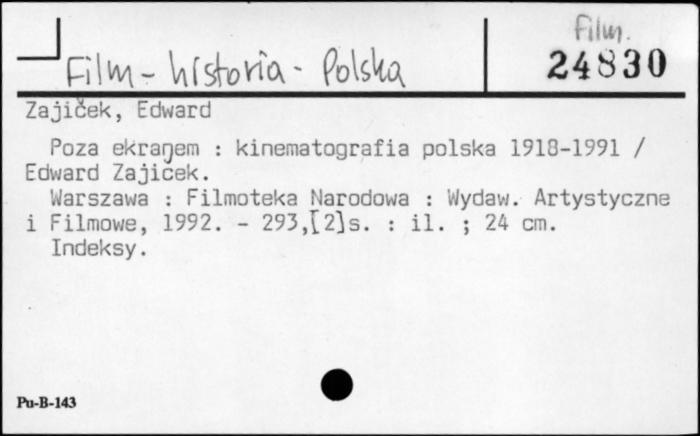 Film.
Film - historia - Polska
24830
Zajiček, Edward
Poza ekranem : kinematografia polska 1918-1991 /
Edward Zajicek.
Warszawa : Filmoteka Narodowa : Wydaw. Artystyczne
i Filmowe, 1992. - 293,[2]s. : il. ; 24 cm.
Indeksy.
Pu-B-143